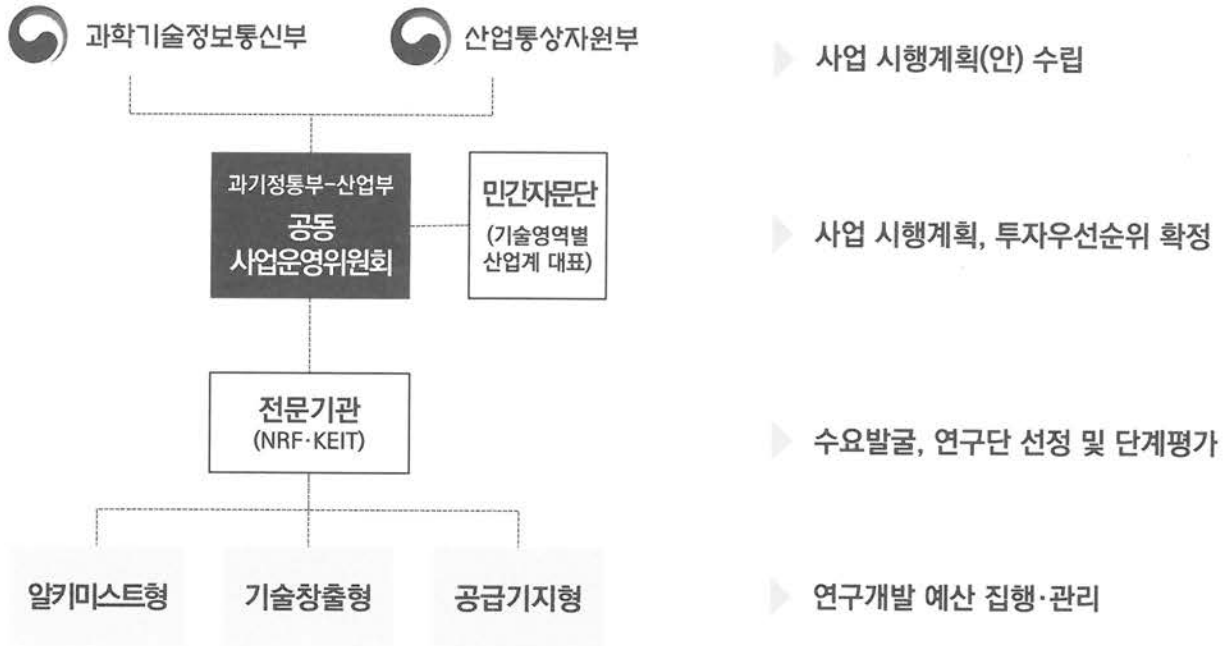 과학기술정보통신부
산업통상자원부
사업 시행계획(안) 수립
과기정통부-산업부
공동
사업운영위원회
민간자문단
(기술영역별
산업계 대표)
사업 시행계획, 투자우선순위 확정
전문기관
(NRF·KEIT)
수요발굴, 연구단 선정 및 단계평가
알키미스트형
기술창출형
공급기지형
연구개발 예산 집행·관리